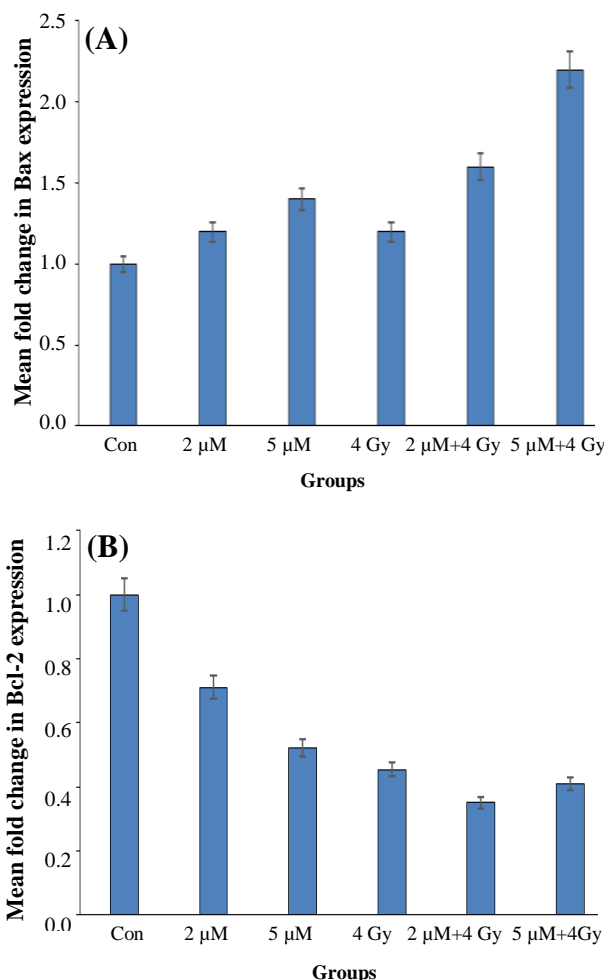 (A)
Mean fold change in Bax expression
2.5
2.0
1.5
1.0
0.5
0.0
Con 2 µM 5 µM 4 Gy 2 µM+4 Gy 5 µM+4 Gy
Groups
(B)
Mean fold change in Bcl-2 expression
1.2
1.0
0.8
0.6
0.4
0.2
0.0
Con 2 µM 5 µM 4 Gy 2 µM+4 Gy 5 µM+4Gy
Groups